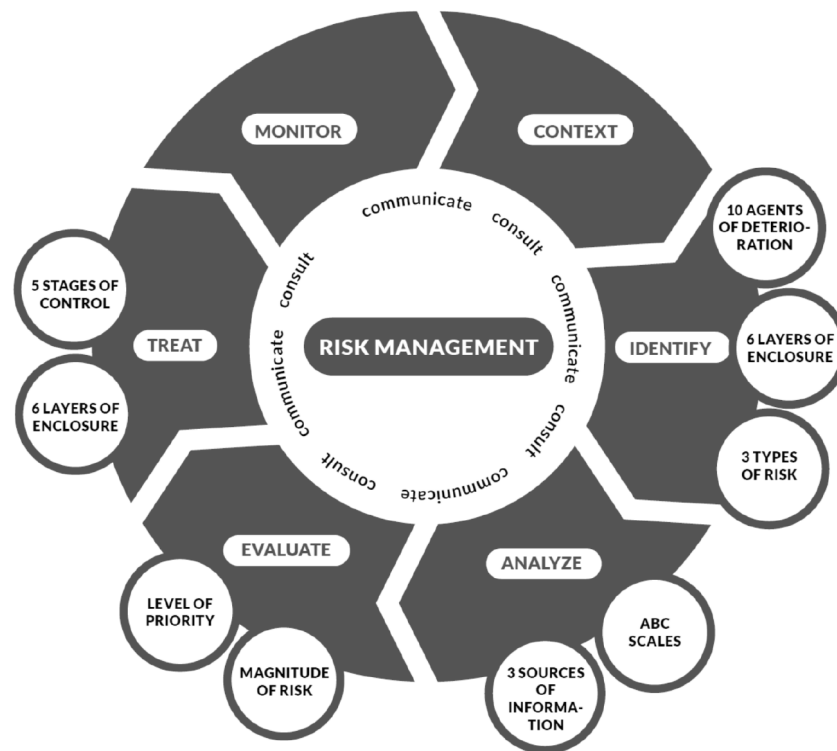 MONITOR
CONTEXT
10 AGENTS
OF DETERIO-
RATION
communicate
consult
communicate
consult
communicate
consult
communicate
consult
RISK MANAGEMENT
IDENTIFY
6 LAYERS OF
ENCLOSURE
3 TYPES
OF RISK
ANALYZE
ABC
SCALES
3 SOURCES
OF
INFORMA-
TION
EVALUATE
MAGNITUDE
OF RISK
LEVEL OF
PRIORITY
TREAT
6 LAYERS OF
ENCLOSURE
5 STAGES OF
CONTROL